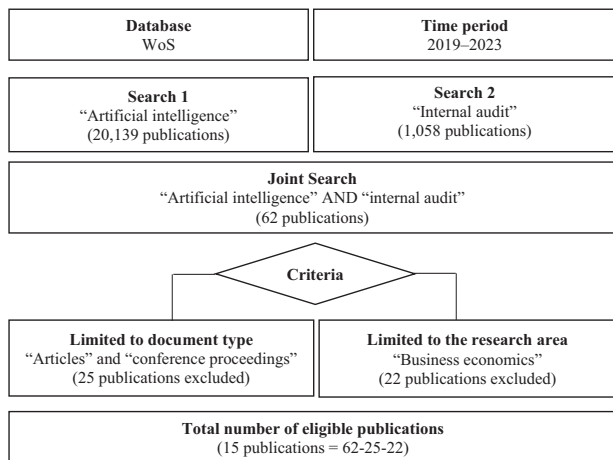 Database
WoS
Time period
2019–2023
Search 1
“Artificial intelligence”
(20,139 publications)
Search 2
“Internal audit”
(1,058 publications)
Joint Search
“Artificial intelligence” AND “internal audit”
(62 publications)
Criteria
Limited to document type
“Articles” and “conference proceedings”
(25 publications excluded)
Limited to the research area
“Business economics”
(22 publications excluded)
Total number of eligible publications
(15 publications = 62-25-22)